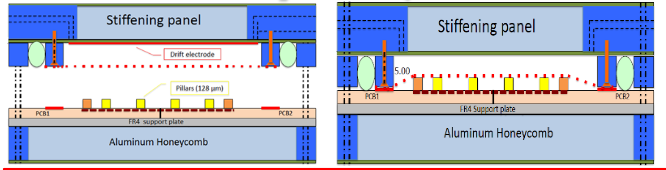 Stiffening panel
Drift electrode
Pillars (128 µm)
PCB1
PCB2
FR4 support plate
Aluminum Honeycomb
Stiffening panel
5.00
PCB1
PCB2
FR4 Support plate
Aluminum Honeycomb